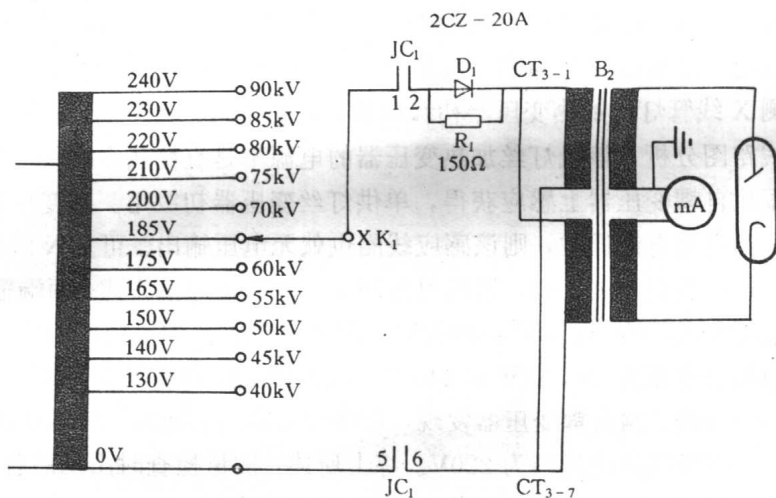 2CZ-20A
JC₁
D₁
CT₃₋₁
B₂
1 2
R₁
150Ω
240V 90kV
230V 85kV
220V 80kV
210V 75kV
200V 70kV
185V XK₁
175V 60kV
165V 55kV
150V 50kV
140V 45kV
130V 40kV
mA
0V
5 6
JC₁
CT₃₋₇